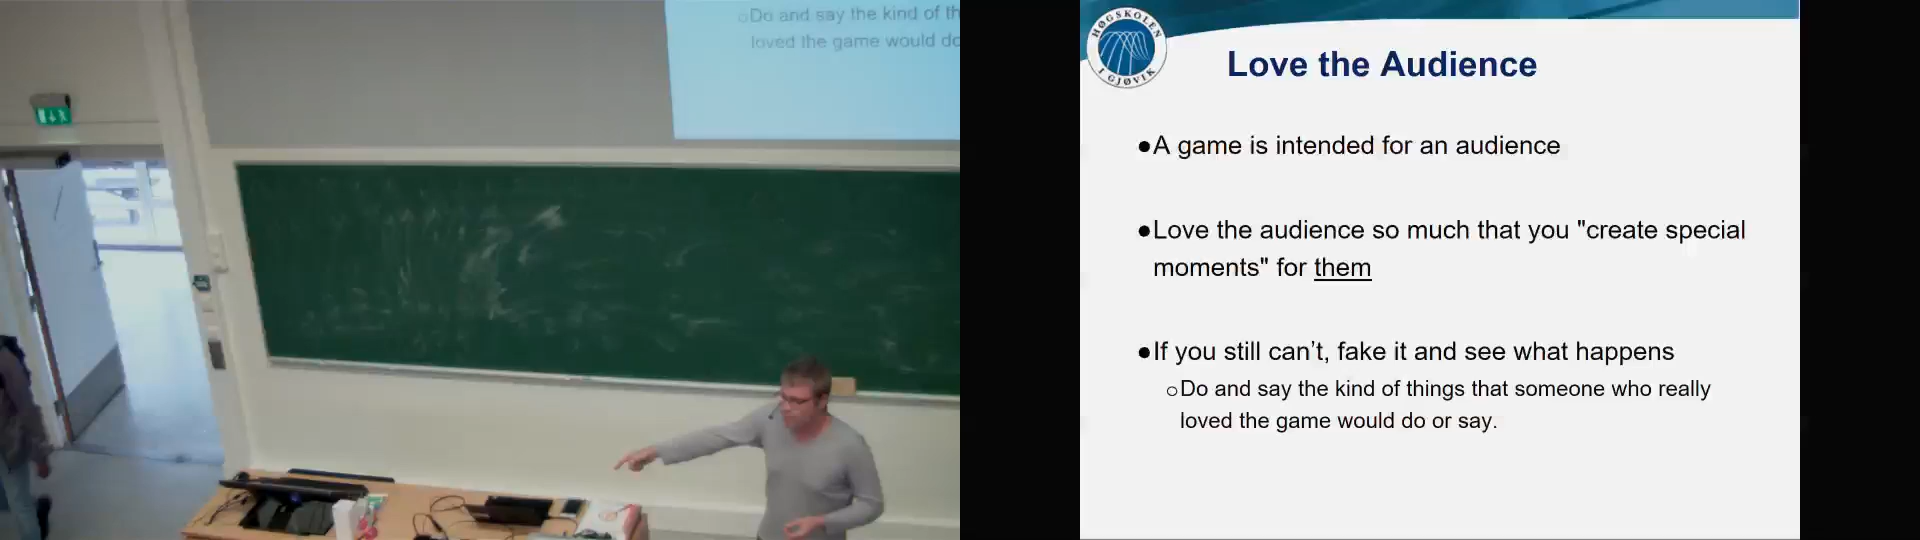 ○Do and say the kind of th
loved the game would do
HØGSKOLEN
I GJØVIK
Love the Audience
●A game is intended for an audience
●Love the audience so much that you "create special
moments" for them
●If you still can’t, fake it and see what happens
○Do and say the kind of things that someone who really
loved the game would do or say.